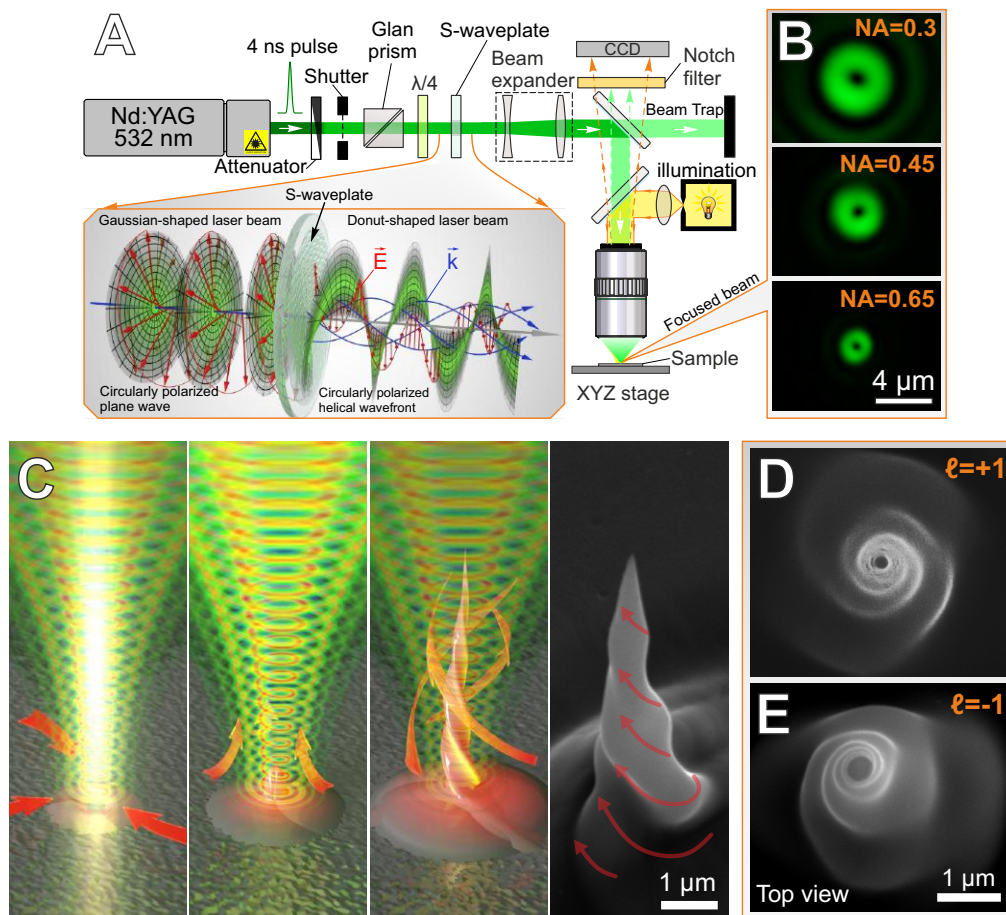 A
4 ns pulse
Shutter
Glan
prism
λ/4
S-waveplate
Beam
expander
CCD
Notch
filter
Nd:YAG
532 nm
Attenuator
Beam Trap
illumination
S-waveplate
Gaussian-shaped laser beam
Donut-shaped laser beam
E
k
Circularly polarized
plane wave
Circularly polarized
helical wavefront
Focused beam
Sample
XYZ stage
B
NA=0.3
NA=0.45
NA=0.65
4 µm
C
1 µm
D
ℓ=+1
E
ℓ=-1
Top view
1 µm